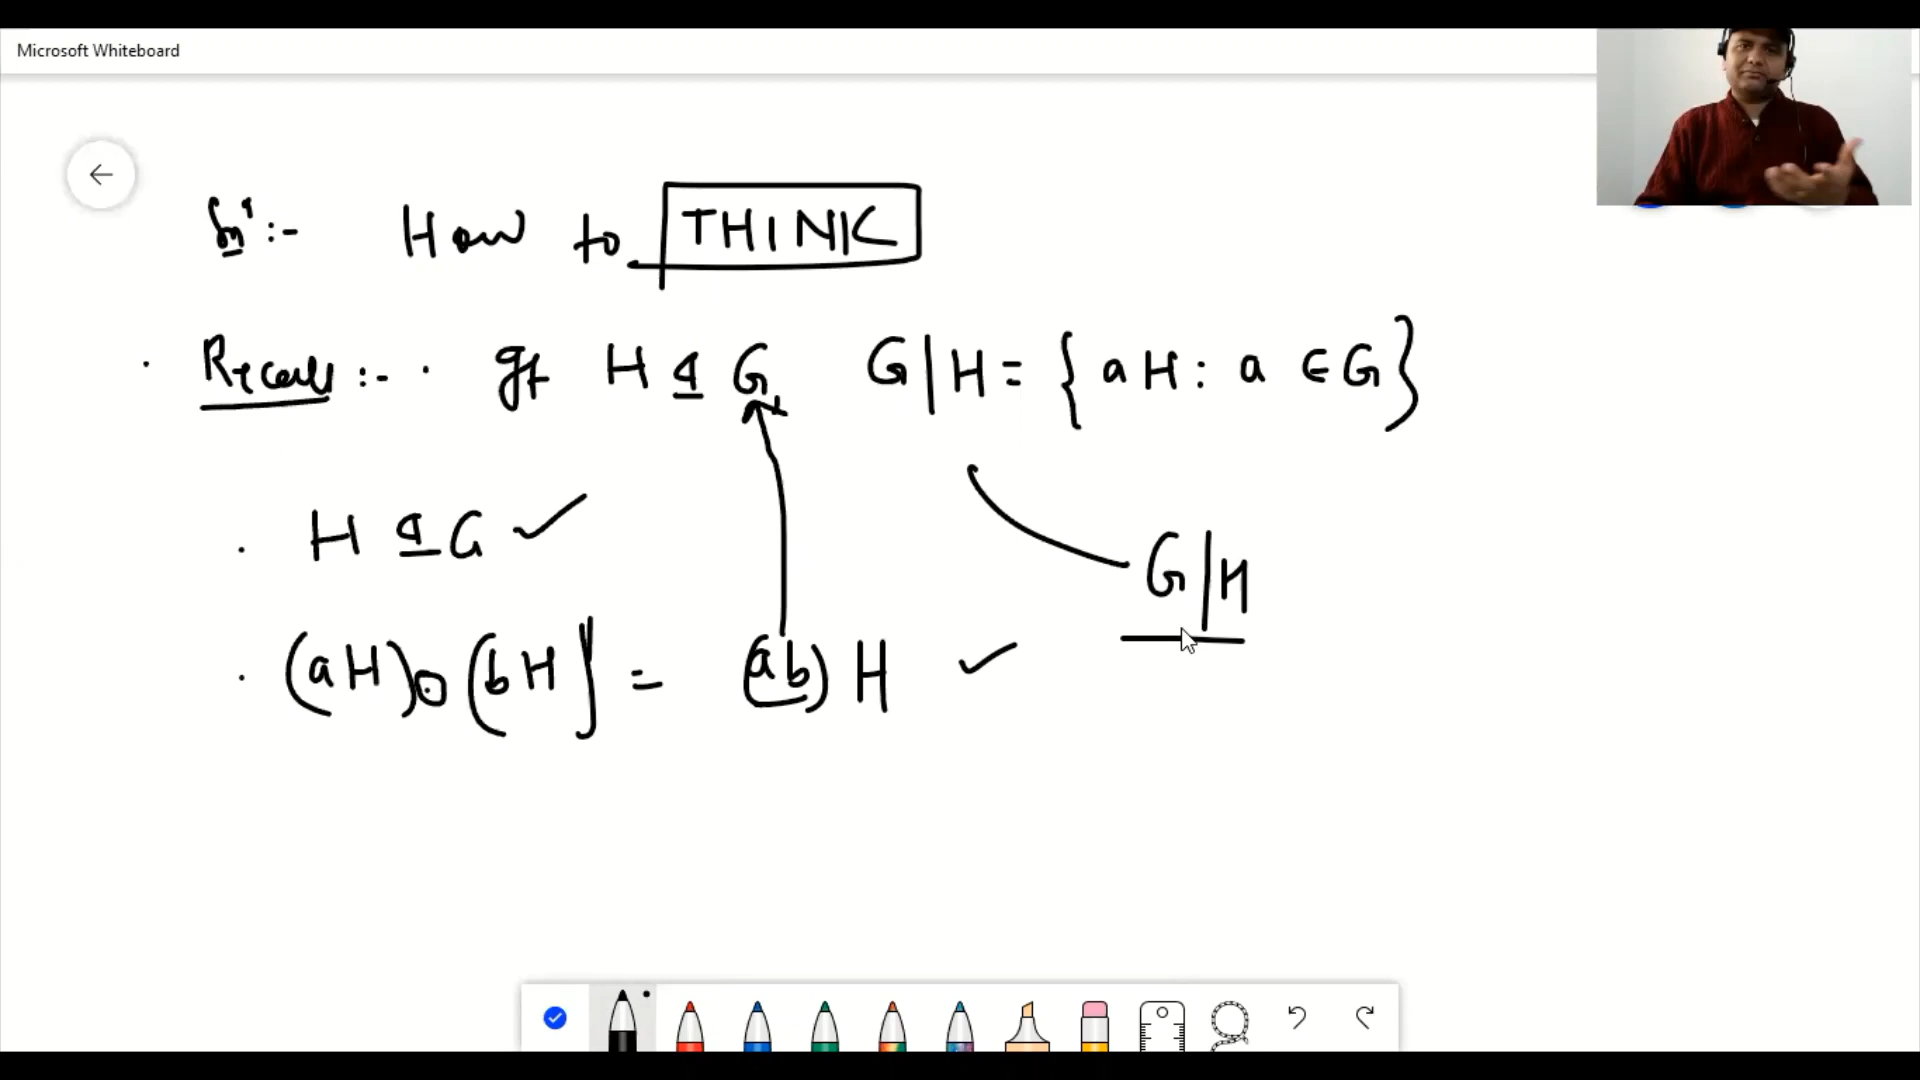 Microsoft Whiteboard
:- How to THINK
Recall :- · If H ⊴ G G|H = { aH : a ∈ G }
· H ⊴ G ✓
G|H
· (aH)o(bH) = (ab)H ✓